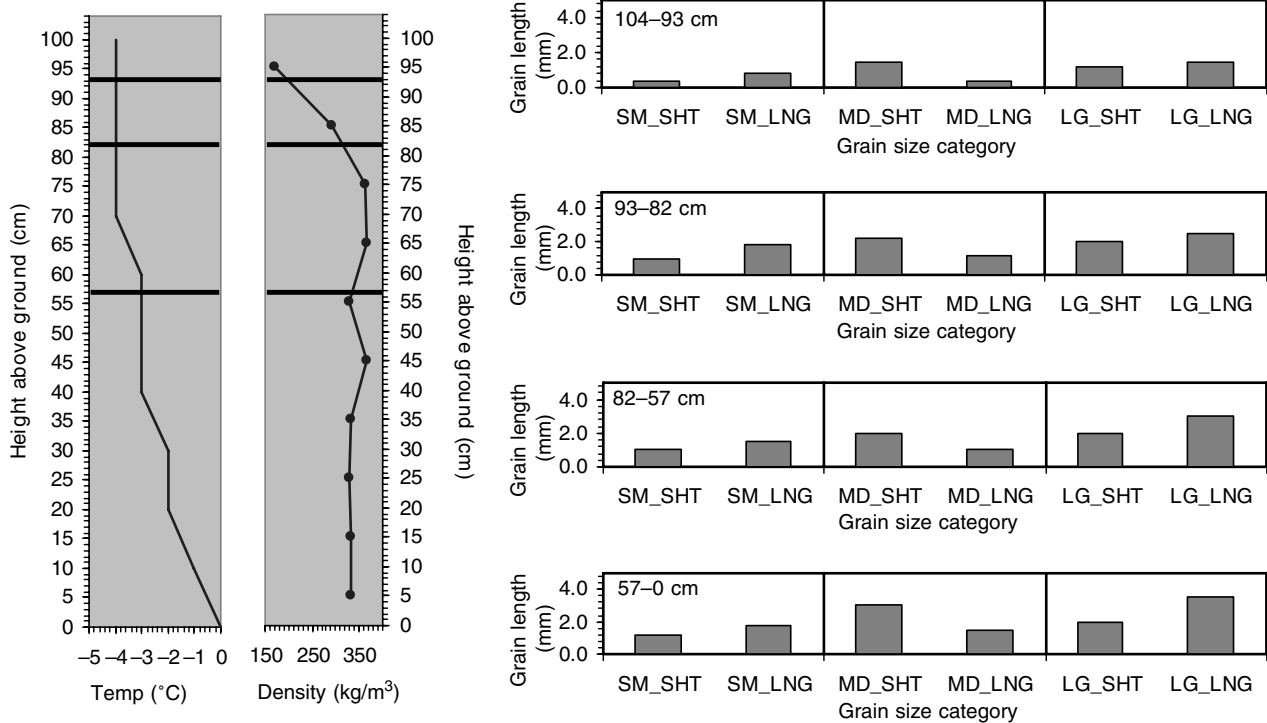 Height above ground (cm)
100
95
90
85
80
75
70
65
60
55
50
45
40
35
30
25
20
15
10
5
0
–5 –4 –3 –2 –1 0
Temp (°C)
100
95
90
85
80
75
70
65
60
55
50
45
40
35
30
25
20
15
10
5
0
Height above ground (cm)
150 250 350
Density (kg/m³)
104–93 cm
Grain length
(mm)
4.0
2.0
0.0
SM_SHT SM_LNG MD_SHT MD_LNG LG_SHT LG_LNG
Grain size category
93–82 cm
Grain length
(mm)
4.0
2.0
0.0
SM_SHT SM_LNG MD_SHT MD_LNG LG_SHT LG_LNG
Grain size category
82–57 cm
Grain length
(mm)
4.0
2.0
0.0
SM_SHT SM_LNG MD_SHT MD_LNG LG_SHT LG_LNG
Grain size category
57–0 cm
Grain length
(mm)
4.0
2.0
0.0
SM_SHT SM_LNG MD_SHT MD_LNG LG_SHT LG_LNG
Grain size category